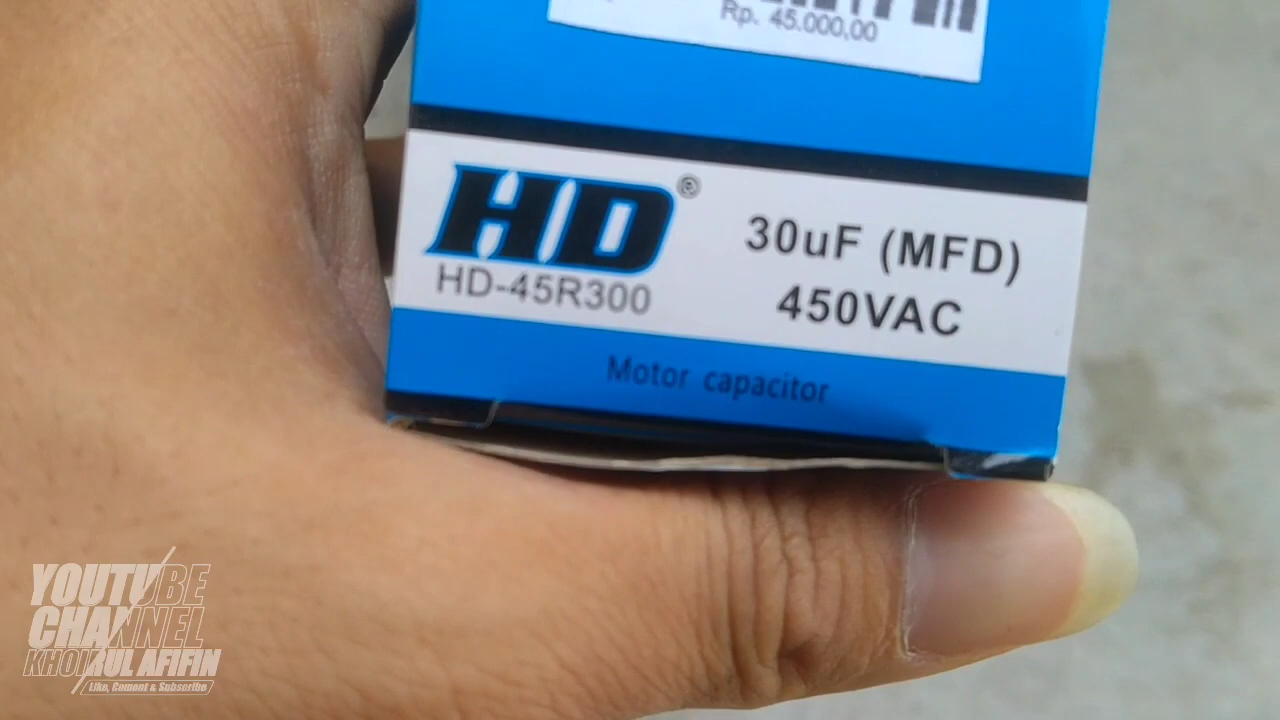 Rp. 45.000,00
HD®
HD-45R300
30uF (MFD)
450VAC
Motor capacitor
YOUTUBE
CHANNEL
KHOIRUL AFIFIN
Like, Coment & Subscribe